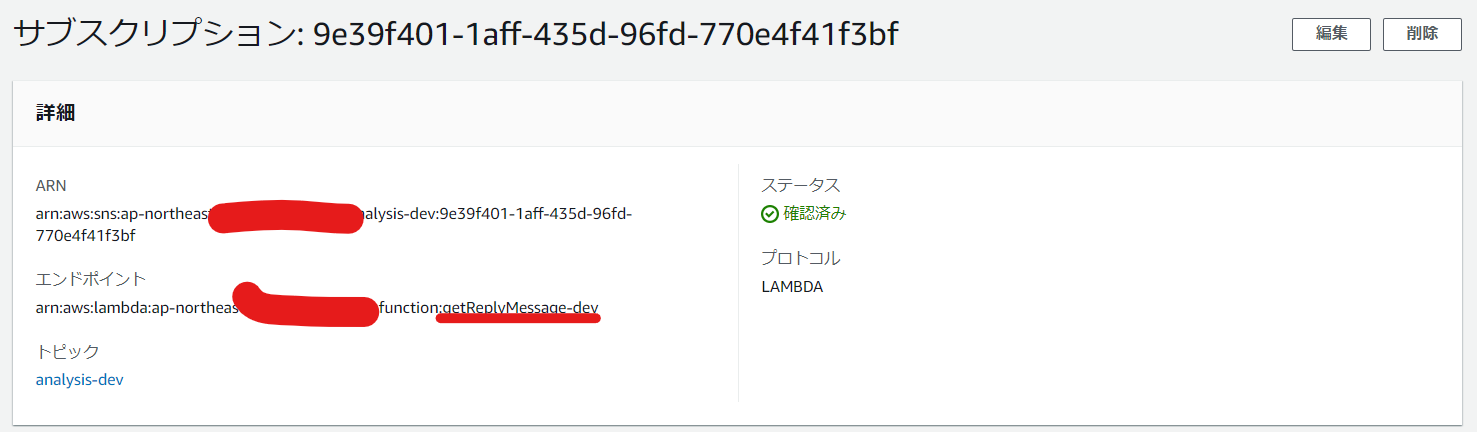 サブスクリプション: 9e39f401-1aff-435d-96fd-770e4f41f3bf
編集
削除
詳細
ARN
arn:aws:sns:ap-northeast alysis-dev:9e39f401-1aff-435d-96fd-
770e4f41f3bf
エンドポイント
arn:aws:lambda:ap-northeas function:getReplyMessage-dev
トピック
analysis-dev
ステータス
確認済み
プロトコル
LAMBDA